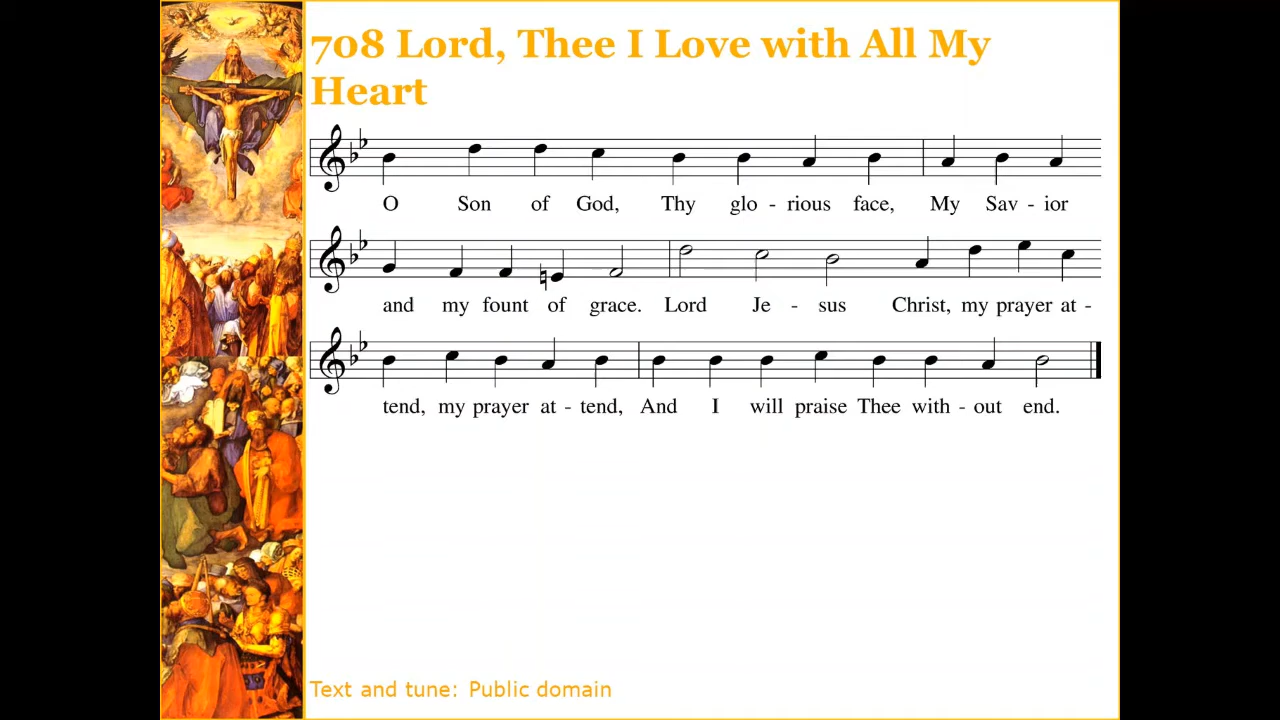 708 Lord, Thee I Love with All My
Heart
O Son of God, Thy glo - rious face, My Sav - ior
and my fount of grace. Lord Je - sus Christ, my prayer at -
tend, my prayer at - tend, And I will praise Thee with - out end.
Text and tune: Public domain